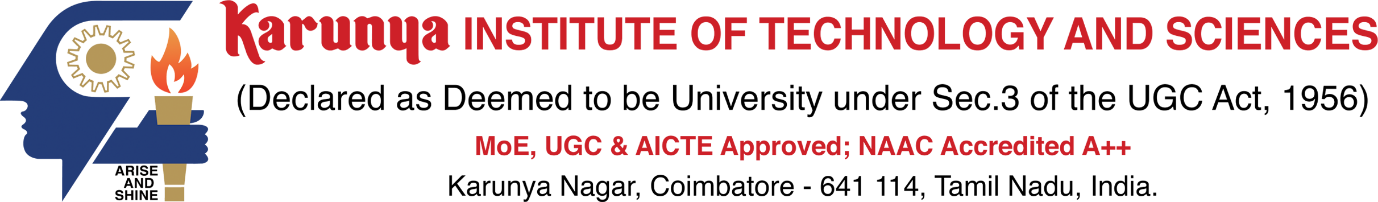 Karunya INSTITUTE OF TECHNOLOGY AND SCIENCES
(Declared as Deemed to be University under Sec.3 of the UGC Act, 1956)
MoE, UGC & AICTE Approved; NAAC Accredited A++
Karunya Nagar, Coimbatore - 641 114, Tamil Nadu, India.
ARISE
AND
SHINE